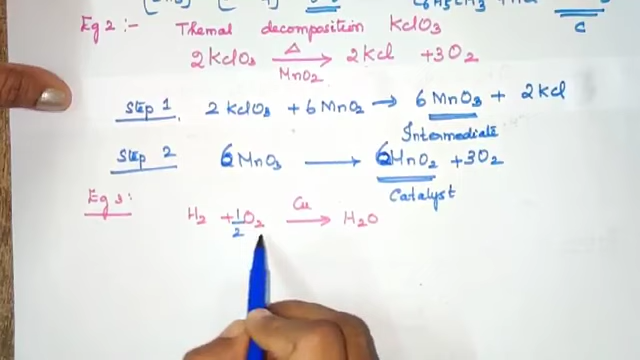 Eg 2 :- Themal decomposition KclO₃
2KclO₃ Δ→ MnO₂ 2Kcl +3O₂
Step 1. 2KclO₃ + 6MnO₂ → 6MnO₃ + 2Kcl
Intermediate
Step 2 6MnO₃ → 6MnO₂ +3O₂
Catalyst
Eg 3:
H₂ + 1/2 O₂ Cu→ H₂O